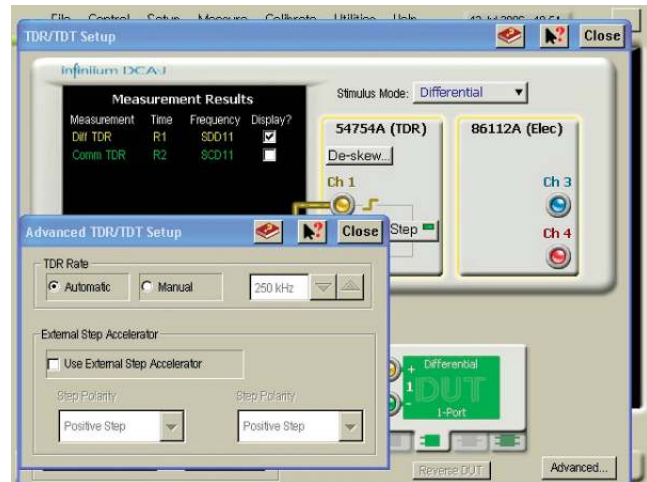 File Control Setup Measure Calibrate Utilities Help
TDR/TDT Setup
Close
Infiniium DCA-J
Measurement Results
Measurement Time Frequency Display?
Diff TDR R1 SDD11
Comm TDR R2 SCD11
Stimulus Mode: Differential
54754A (TDR)
De-skew...
Ch 1
Step
86112A (Elec)
Ch 3
Ch 4
Advanced TDR/TDT Setup
Close
TDR Rate
Automatic
Manual
250 kHz
External Step Accelerator
Use External Step Accelerator
Step Polarity
Step Polarity
Positive Step
Positive Step
+ Differential
1 DUT
- 1-Port
Reverse DUT
Advanced...